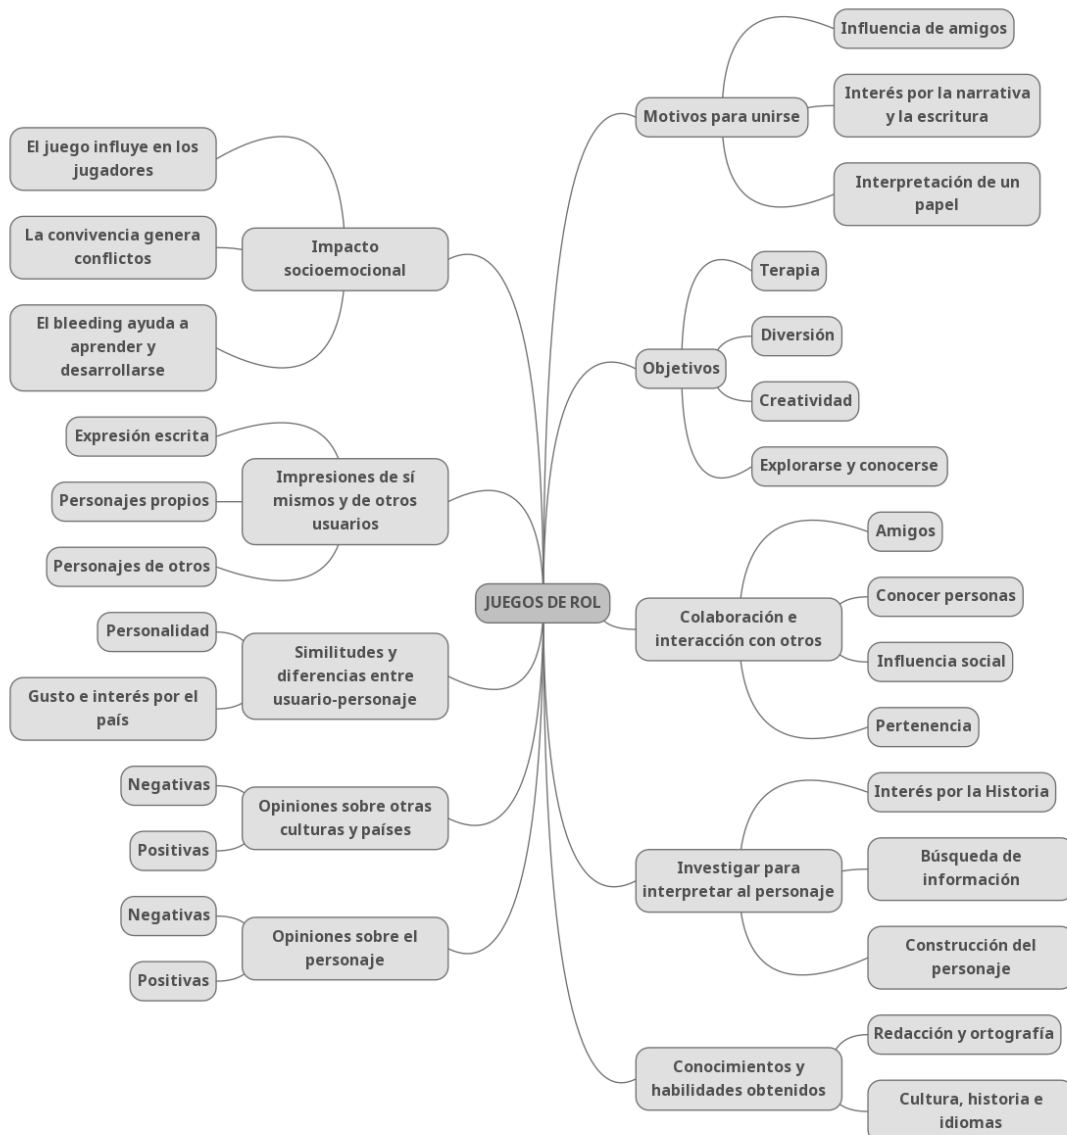 JUEGOS DE ROL
Motivos para unirse
Influencia de amigos
Interés por la narrativa
y la escritura
Interpretación de un
papel
Objetivos
Terapia
Diversión
Creatividad
Explorarse y conocerse
Colaboración e
interacción con otros
Amigos
Conocer personas
Influencia social
Pertenencia
Investigar para
interpretar al personaje
Interés por la Historia
Búsqueda de
información
Construcción del
personaje
Conocimientos y
habilidades obtenidos
Redacción y ortografía
Cultura, historia e
idiomas
Impacto
socioemocional
El juego influye en los
jugadores
La convivencia genera
conflictos
El bleeding ayuda a
aprender y
desarrollarse
Impresiones de sí
mismos y de otros
usuarios
Expresión escrita
Personajes propios
Personajes de otros
Similitudes y
diferencias entre
usuario-personaje
Personalidad
Gusto e interés por el
país
Opiniones sobre otras
culturas y países
Negativas
Positivas
Opiniones sobre el
personaje
Negativas
Positivas